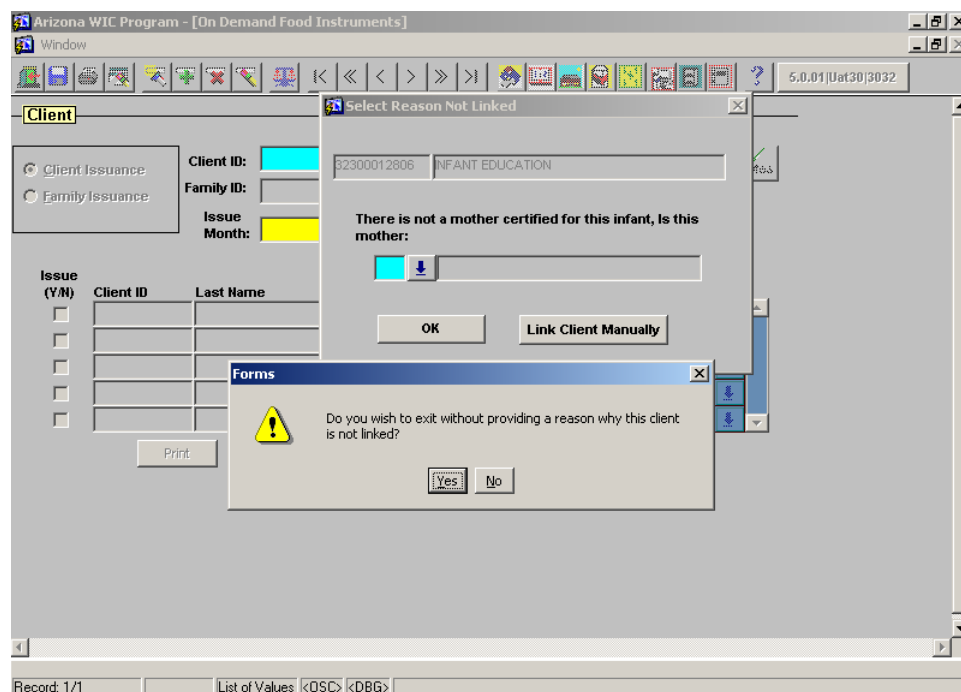 Arizona WIC Program - [On Demand Food Instruments]
Window
5.0.01|Uat30|3032
Client
Select Reason Not Linked
Client Issuance
Family Issuance
Client ID:
Family ID:
Issue
Month:
32300012806 INFANT EDUCATION
There is not a mother certified for this infant, Is this
mother:
Issue
(Y/N) Client ID Last Name
OK Link Client Manually
Forms
Do you wish to exit without providing a reason why this client
is not linked?
Yes No
Print
Record: 1/1 List of Values <OSC> <DBG>